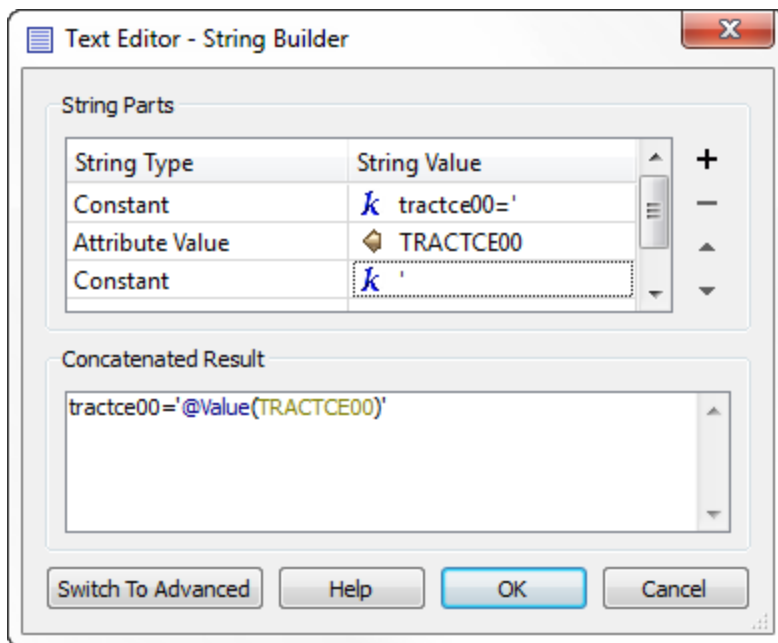 Text Editor - String Builder
String Parts
String Type String Value
Constant k tractce00='
Attribute Value TRACTCE00
Constant k '
Concatenated Result
tractce00='@Value(TRACTCE00)'
Switch To Advanced Help OK Cancel